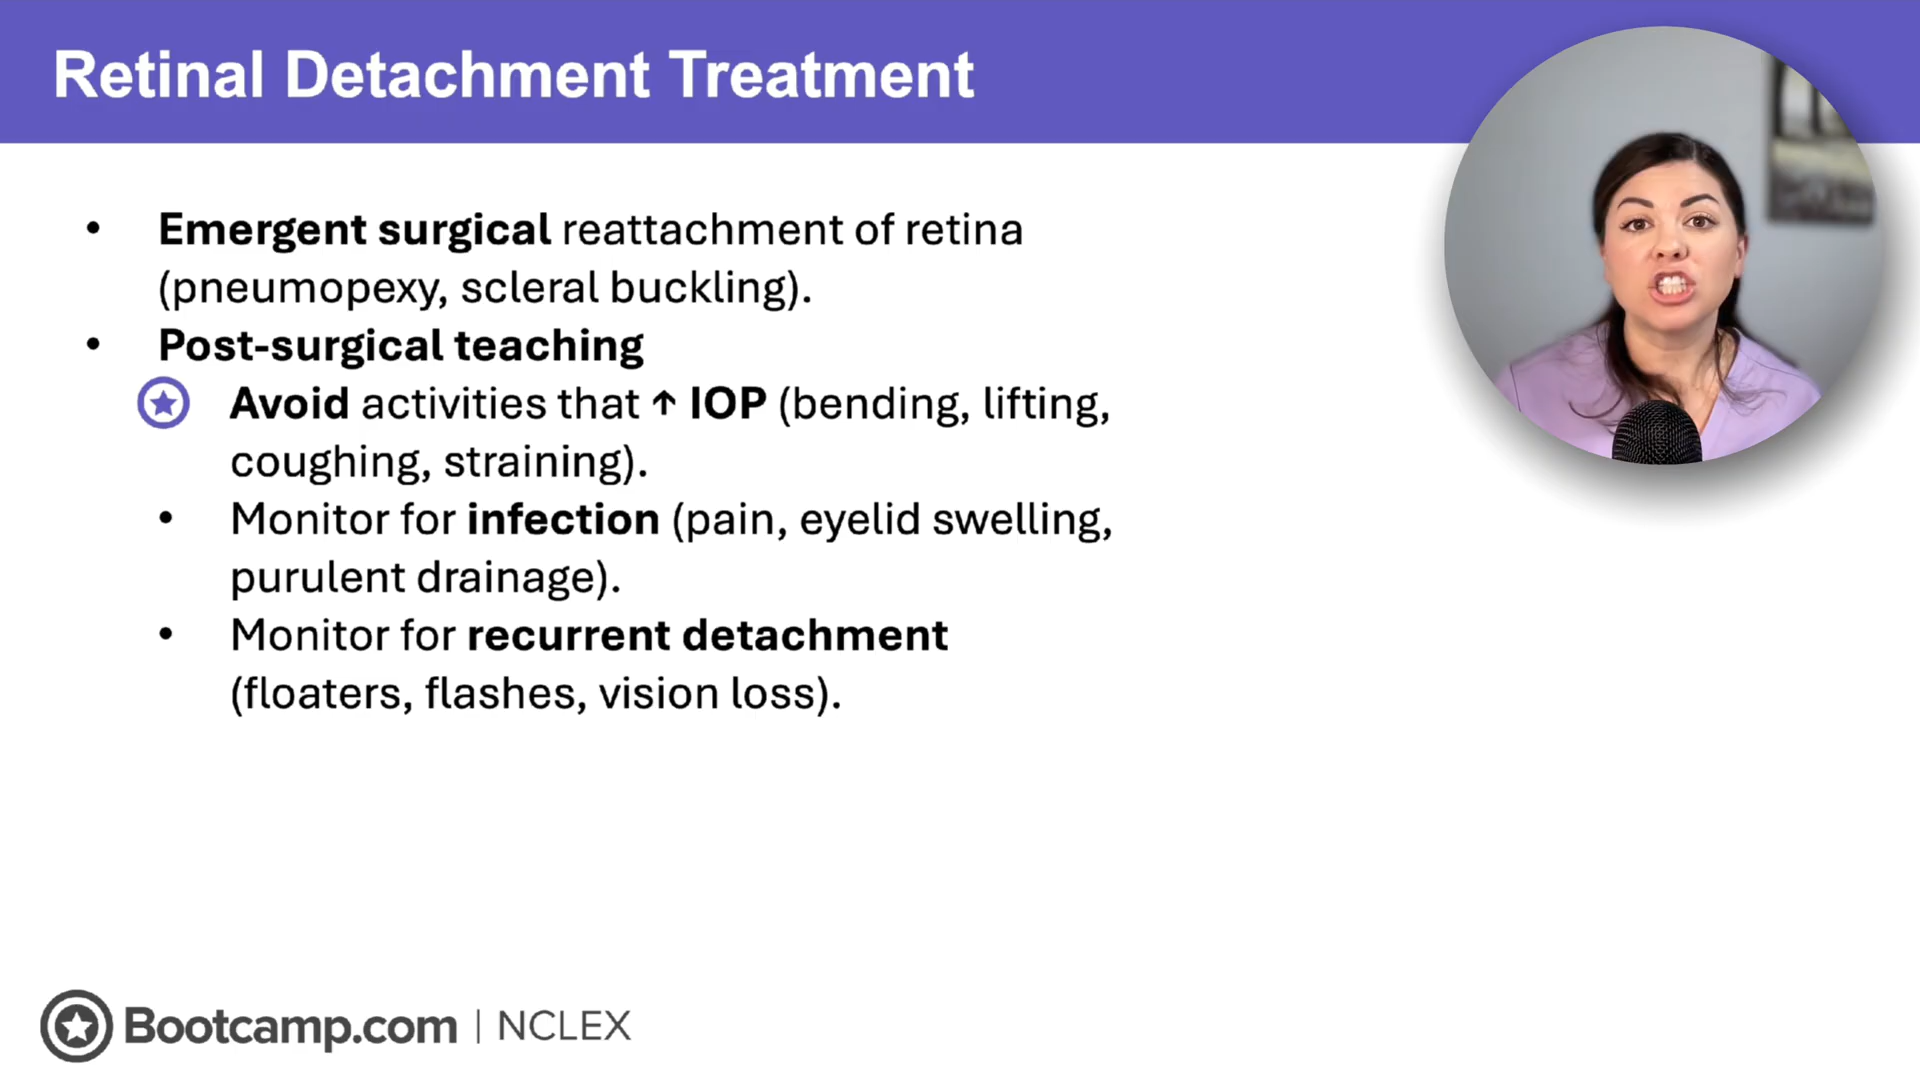 Retinal Detachment Treatment
• Emergent surgical reattachment of retina
(pneumopexy, scleral buckling).
• Post-surgical teaching
Avoid activities that ↑ IOP (bending, lifting,
coughing, straining).
• Monitor for infection (pain, eyelid swelling,
purulent drainage).
• Monitor for recurrent detachment
(floaters, flashes, vision loss).
Bootcamp.com | NCLEX